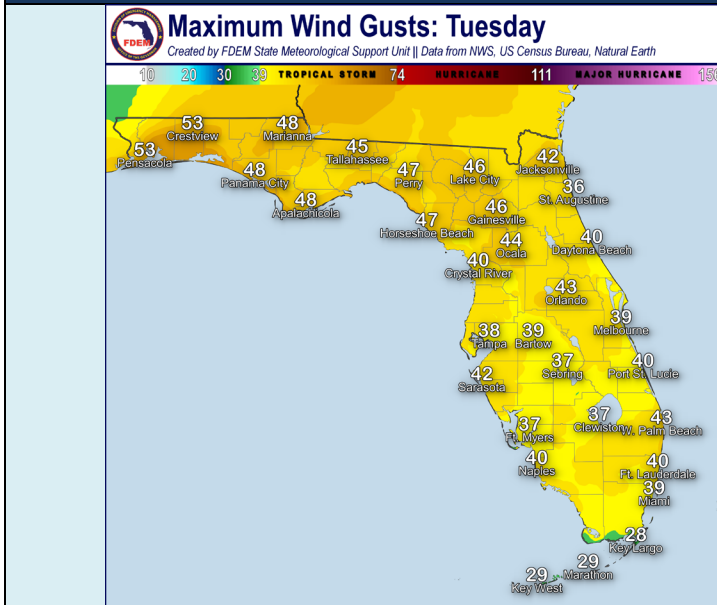 FDEM
Maximum Wind Gusts: Tuesday
Created by FDEM State Meteorological Support Unit || Data from NWS, US Census Bureau, Natural Earth
10 20 30 39 TROPICAL STORM 74 HURRICANE 111 MAJOR HURRICANE 150
53
Crestview
48
Marianna
53
Pensacola
45
Tallahassee
42
Jacksonville
48
Panama City
47
Perry
46
Lake City
36
St. Augustine
48
Apalachicola
46
Gainesville
47
Horseshoe Beach
44
Ocala
40
Daytona Beach
40
Crystal River
43
Orlando
39
Melbourne
38
Tampa
39
Bartow
37
Sebring
40
Port St. Lucie
42
Sarasota
37
Ft. Myers
37
Clewiston
43
W. Palm Beach
40
Naples
40
Ft. Lauderdale
39
Miami
28
Key Largo
29
Marathon
29
Key West